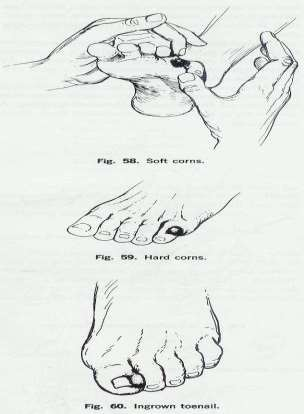 Fig. 58. Soft corns.
Fig. 59. Hard corns.
Fig. 60. Ingrown toenail.